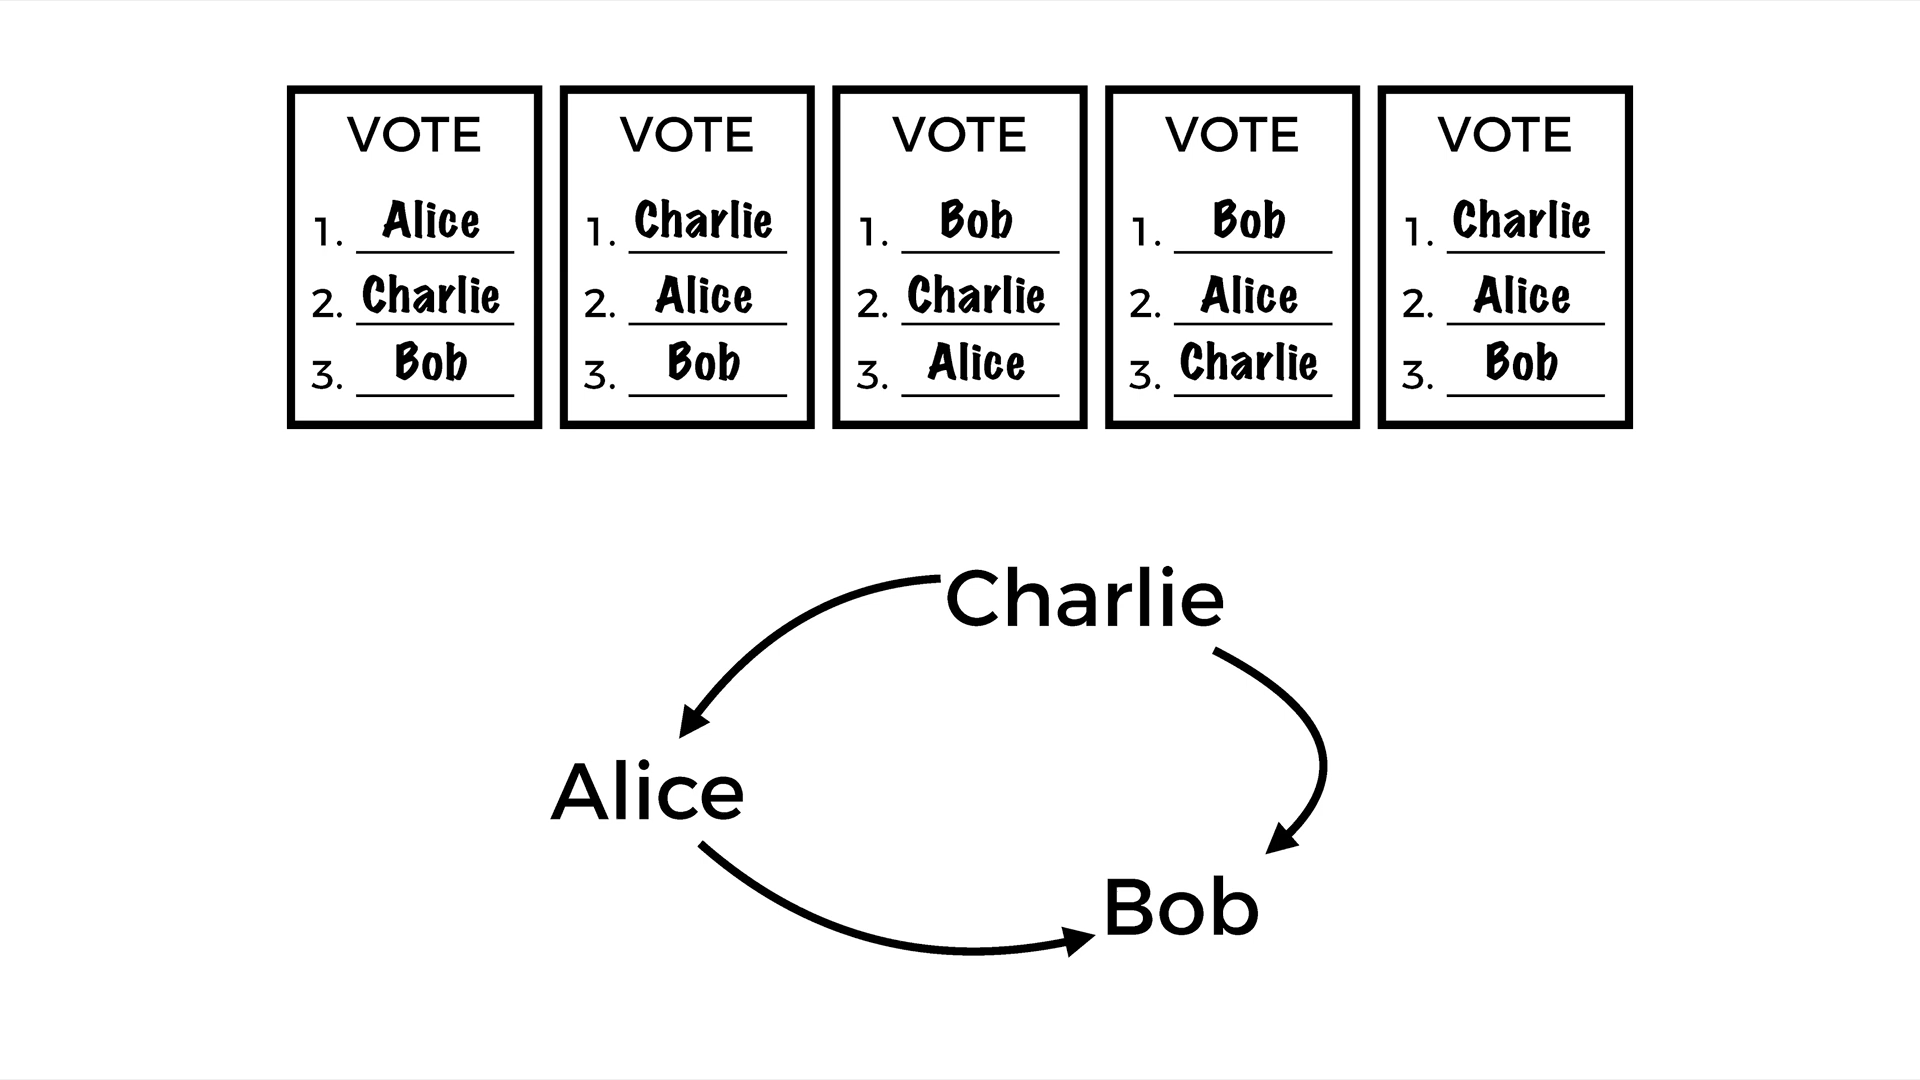 VOTE
1. Alice
2. Charlie
3. Bob
VOTE
1. Charlie
2. Alice
3. Bob
VOTE
1. Bob
2. Charlie
3. Alice
VOTE
1. Bob
2. Alice
3. Charlie
VOTE
1. Charlie
2. Alice
3. Bob
Charlie
Alice
Bob